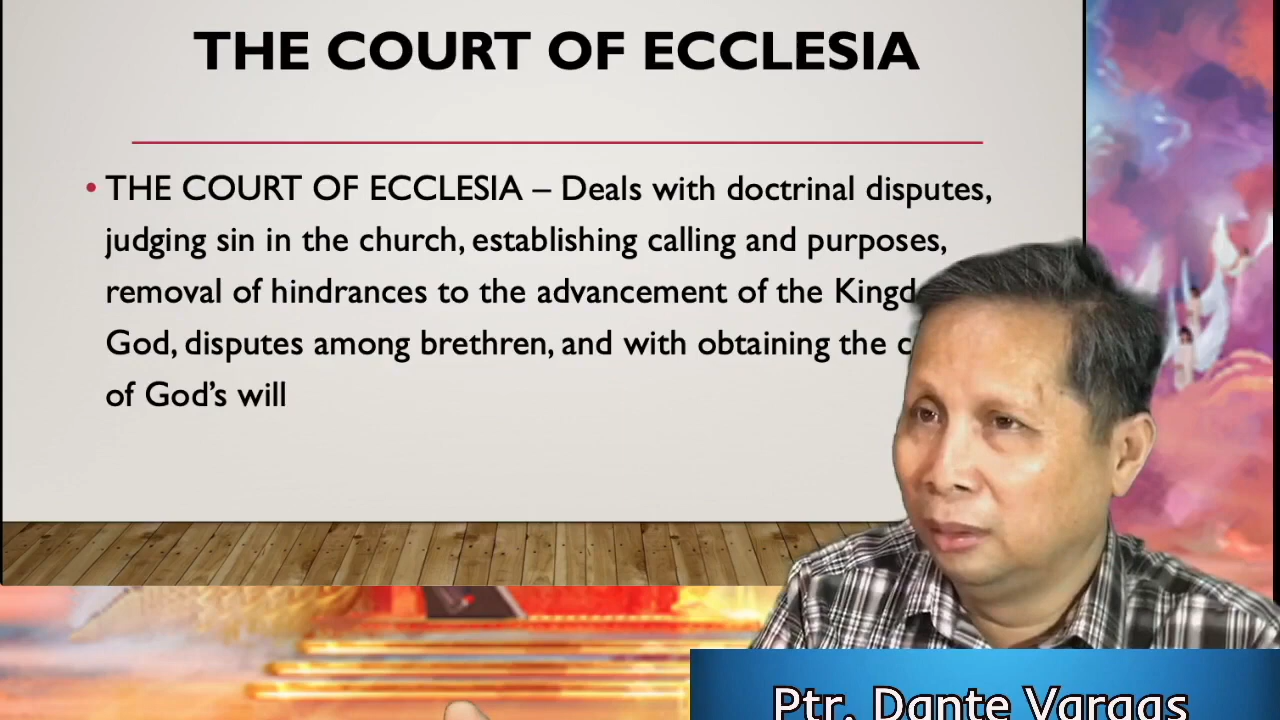 THE COURT OF ECCLESIA
• THE COURT OF ECCLESIA – Deals with doctrinal disputes,
judging sin in the church, establishing calling and purposes,
removal of hindrances to the advancement of the
God, disputes among brethren, and with obtaining the
of God's will
Ptr. Dante Vargas